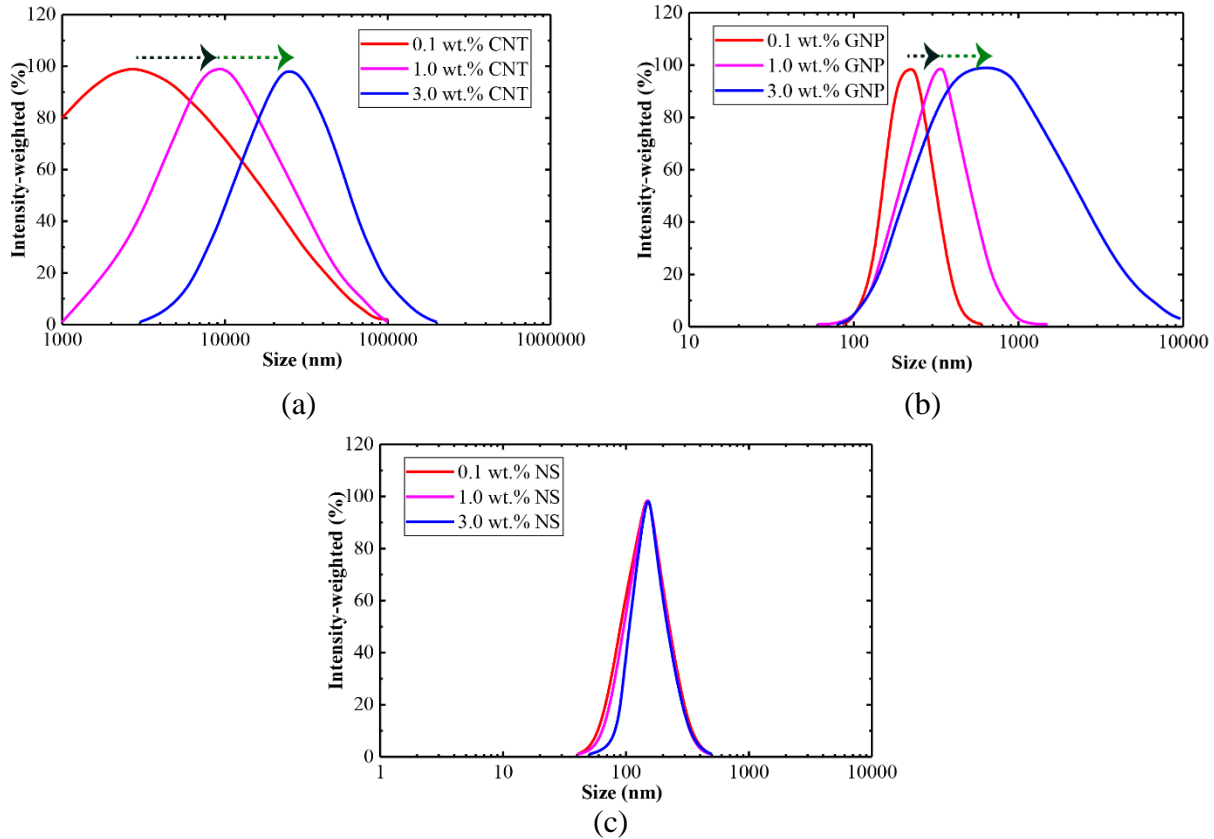 120
100
80
60
40
20
0
Intensity-weighted (%)
0.1 wt.% CNT
1.0 wt.% CNT
3.0 wt.% CNT
1000
10000
100000
1000000
Size (nm)
(a)
120
100
80
60
40
20
0
Intensity-weighted (%)
0.1 wt.% GNP
1.0 wt.% GNP
3.0 wt.% GNP
10
100
1000
10000
Size (nm)
(b)
120
100
80
60
40
20
0
Intensity-weighted (%)
0.1 wt.% NS
1.0 wt.% NS
3.0 wt.% NS
1
10
100
1000
10000
Size (nm)
(c)